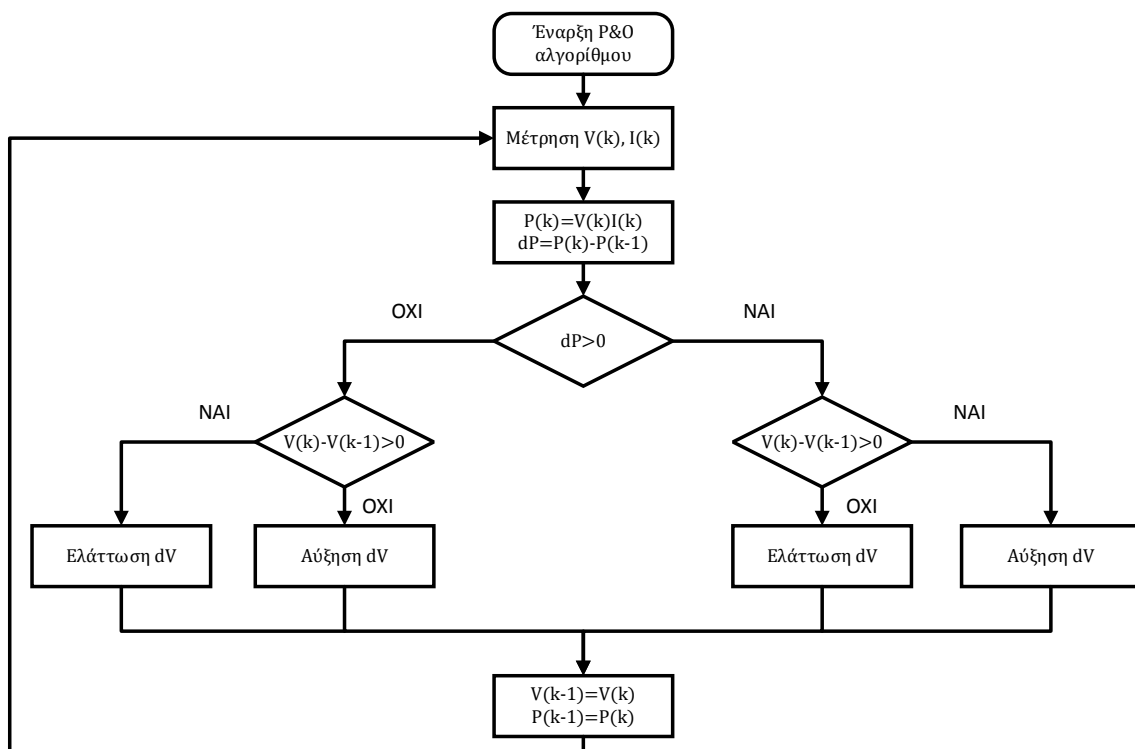 Έναρξη P&O
αλγορίθμου
Μέτρηση V(k), I(k)
P(k)=V(k)I(k)
dP=P(k)-P(k-1)
ΟΧΙ
ΝΑΙ
dP>0
ΝΑΙ
ΝΑΙ
V(k)-V(k-1)>0
V(k)-V(k-1)>0
ΟΧΙ
ΟΧΙ
Ελάττωση dV
Αύξηση dV
Ελάττωση dV
Αύξηση dV
V(k-1)=V(k)
P(k-1)=P(k)